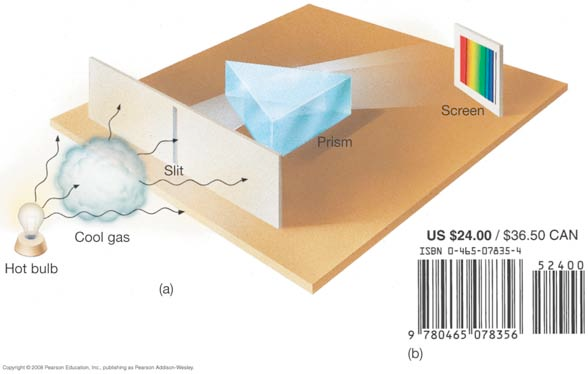 Screen
Prism
Slit
Cool gas
Hot bulb
(a)
US $24.00 / $36.50 CAN
ISBN 0-465-07835-4
52400
9 780465 078356
(b)
Copyright © 2008 Pearson Education, Inc., publishing as Pearson Addison-Wesley.